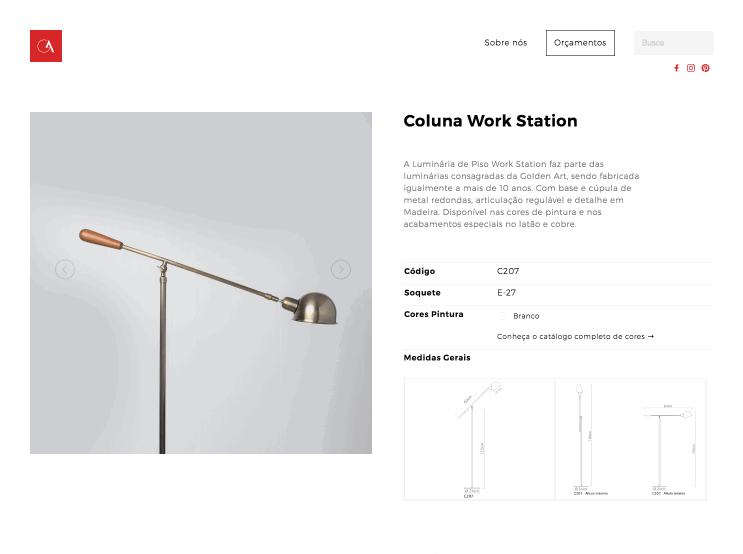 Sobre nós
Orçamentos
Busca
Coluna Work Station
A Luminária de Piso Work Station faz parte das
luminárias consagradas da Golden Art, sendo fabricada
igualmente a mais de 10 anos. Com base e cúpula de
metal redondas, articulação regulável e detalhe em
Madeira. Disponível nas cores de pintura e nos
acabamentos especiais no latão e cobre.
Código C207
Soquete E-27
Cores Pintura Branco
Conheça o catálogo completo de cores →
Medidas Gerais
C207
Altura máxima
C207 Altura mínima